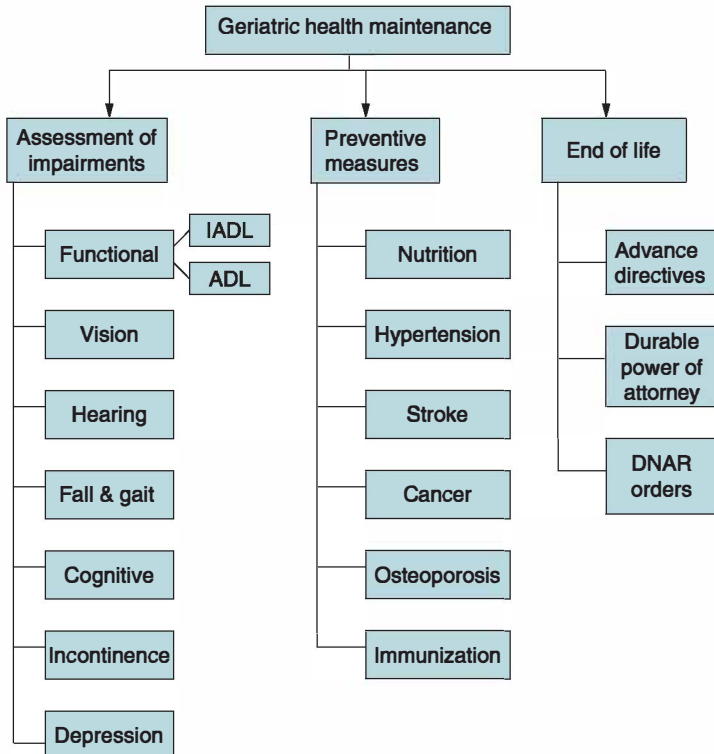 Geriatric health maintenance
Assessment of
impairments
Functional
IADL
ADL
Vision
Hearing
Fall & gait
Cognitive
Incontinence
Depression
Preventive
measures
Nutrition
Hypertension
Stroke
Cancer
Osteoporosis
Immunization
End of life
Advance
directives
Durable
power of
attorney
DNAR
orders